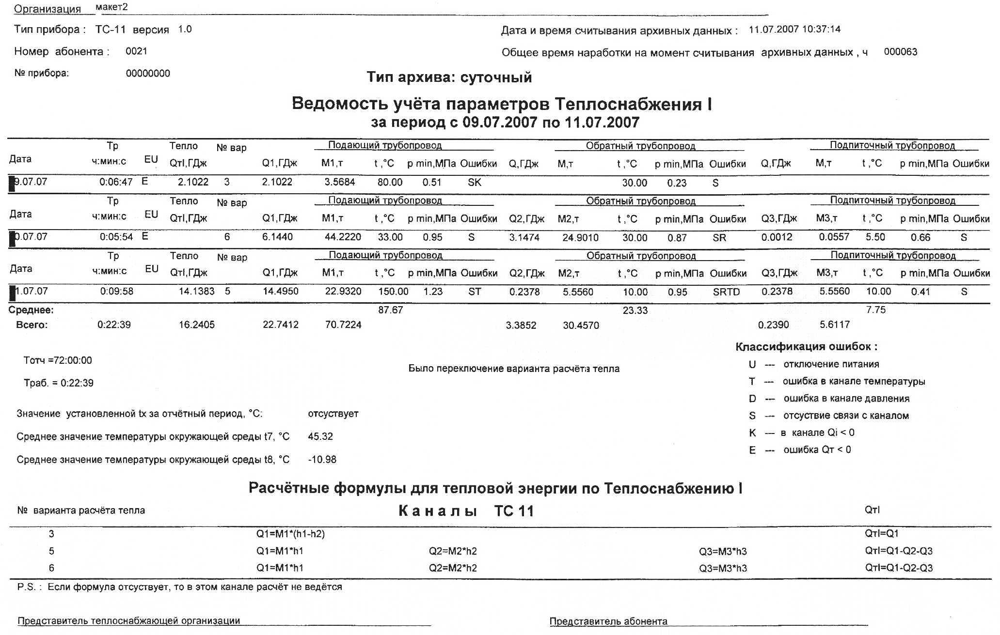 Организация макет2
Тип прибора : ТС-11 версия 1.0 Дата и время считывания архивных данных : 11.07.2007 10:37:14
Номер абонента : 0021 Общее время наработки на момент считывания архивных данных , ч 000063
№ прибора: 00000000
Тип архива: суточный
Ведомость учёта параметров Теплоснабжения I
за период с 09.07.2007 по 11.07.2007
Тр Тепло № вар Подающий трубопровод Обратный трубопровод Подпиточный трубопровод
Дата ч:мин:с EU QтI,ГДж Q1,ГДж M1,т t ,°C p min,МПа Ошибки Q,ГДж M,т t ,°C p min,МПа Ошибки Q,ГДж M,т t ,°C p min,МПа Ошибки
9.07.07 0:06:47 E 2.1022 3 2.1022 3.5684 80.00 0.51 SK 30.00 0.23 S
Тр Тепло № вар Подающий трубопровод Обратный трубопровод Подпиточный трубопровод
Дата ч:мин:с EU QтI,ГДж Q1,ГДж M1,т t ,°C p min,МПа Ошибки Q2,ГДж M2,т t ,°C p min,МПа Ошибки Q3,ГДж M3,т t ,°C p min,МПа Ошибки
0.07.07 0:05:54 E 6 6.1440 44.2220 33.00 0.95 S 3.1474 24.9010 30.00 0.87 SR 0.0012 0.0557 5.50 0.66 S
Тр Тепло № вар Подающий трубопровод Обратный трубопровод Подпиточный трубопровод
Дата ч:мин:с EU QтI,ГДж Q1,ГДж M1,т t ,°C p min,МПа Ошибки Q2,ГДж M2,т t ,°C p min,МПа Ошибки Q3,ГДж M3,т t ,°C p min,МПа Ошибки
1.07.07 0:09:58 14.1383 5 14.4950 22.9320 150.00 1.23 ST 0.2378 5.5560 10.00 0.95 SRTD 0.2378 5.5560 10.00 0.41 S
Среднее: 87.67 23.33 7.75
Всего: 0:22:39 16.2405 22.7412 70.7224 3.3852 30.4570 0.2390 5.6117
Классификация ошибок :
Тотч =72:00:00
U --- отключение питания
Было переключение варианта расчёта тепла
Траб. = 0:22:39
T --- ошибка в канале температуры
D --- ошибка в канале давления
Значение установленной tx за отчётный период, °C: отсуствует
S --- отсуствие связи с каналом
Среднее значение температуры окружающей среды t7, °C 45.32
K --- в канале Qi < 0
E --- ошибка Qт < 0
Среднее значение температуры окружающей среды t8, °C -10.98
Расчётные формулы для тепловой энергии по Теплоснабжению I
№ варианта расчёта тепла К а н а л ы ТС 11 QтI
3 Q1=M1*(h1-h2) QтI=Q1
5 Q1=M1*h1 Q2=M2*h2 Q3=M3*h3 QтI=Q1-Q2-Q3
6 Q1=M1*h1 Q2=M2*h2 Q3=M3*h3 QтI=Q1-Q2-Q3
P.S. : Если формула отсуствует, то в этом канале расчёт не ведётся
Представитель теплоснабжающей организации Представитель абонента